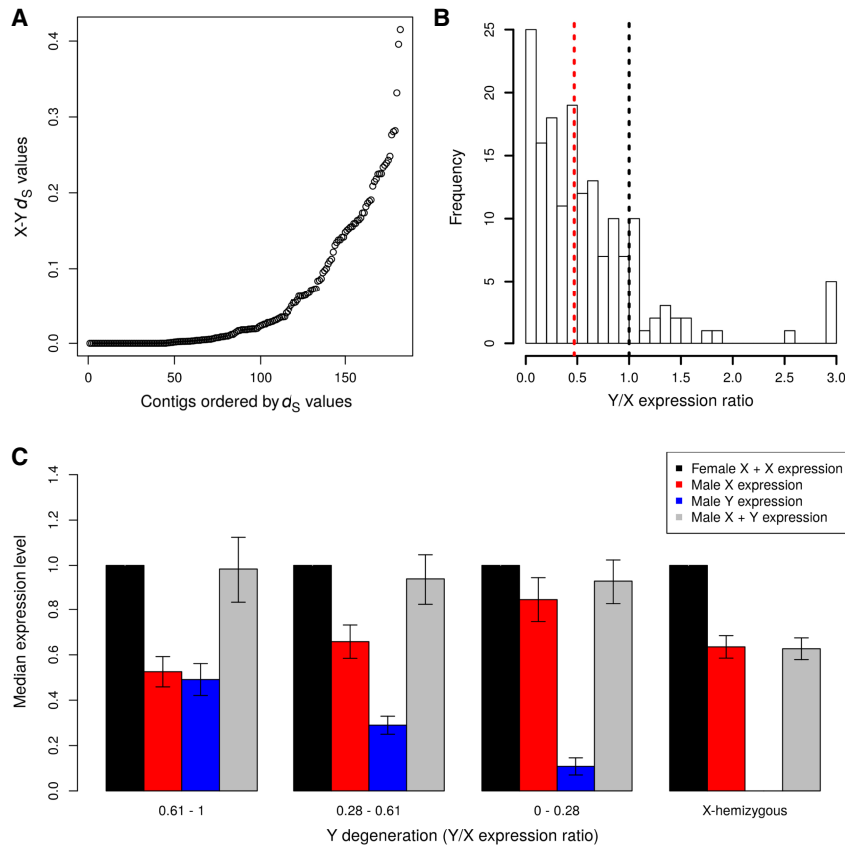 A
X-Y dS values
0.0
0.1
0.2
0.3
0.4
0
50
100
150
Contigs ordered by dS values
B
Frequency
0
5
10
15
20
25
0.0
0.5
1.0
1.5
2.0
2.5
3.0
Y/X expression ratio
C
Median expression level
0.0
0.2
0.4
0.6
0.8
1.0
1.2
1.4
Female X + X expression
Male X expression
Male Y expression
Male X + Y expression
0.61 - 1
0.28 - 0.61
0 - 0.28
X-hemizygous
Y degeneration (Y/X expression ratio)